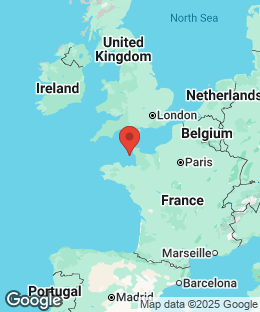 North Sea
United
Kingdom
Ireland
Netherlands
London
Belgium
Paris
France
Marseille
Barcelona
Portugal
Madrid
Google
Map data ©2025 Google